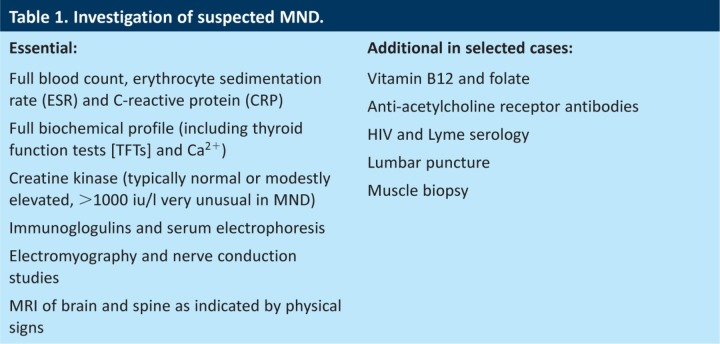 Table 1. Investigation of suspected MND.
Essential:
Full blood count, erythrocyte sedimentation
rate (ESR) and C-reactive protein (CRP)
Full biochemical profile (including thyroid
function tests [TFTs] and Ca²⁺)
Creatine kinase (typically normal or modestly
elevated, >1000 iu/l very unusual in MND)
Immunoglogulins and serum electrophoresis
Electromyography and nerve conduction
studies
MRI of brain and spine as indicated by physical
signs
Additional in selected cases:
Vitamin B12 and folate
Anti-acetylcholine receptor antibodies
HIV and Lyme serology
Lumbar puncture
Muscle biopsy